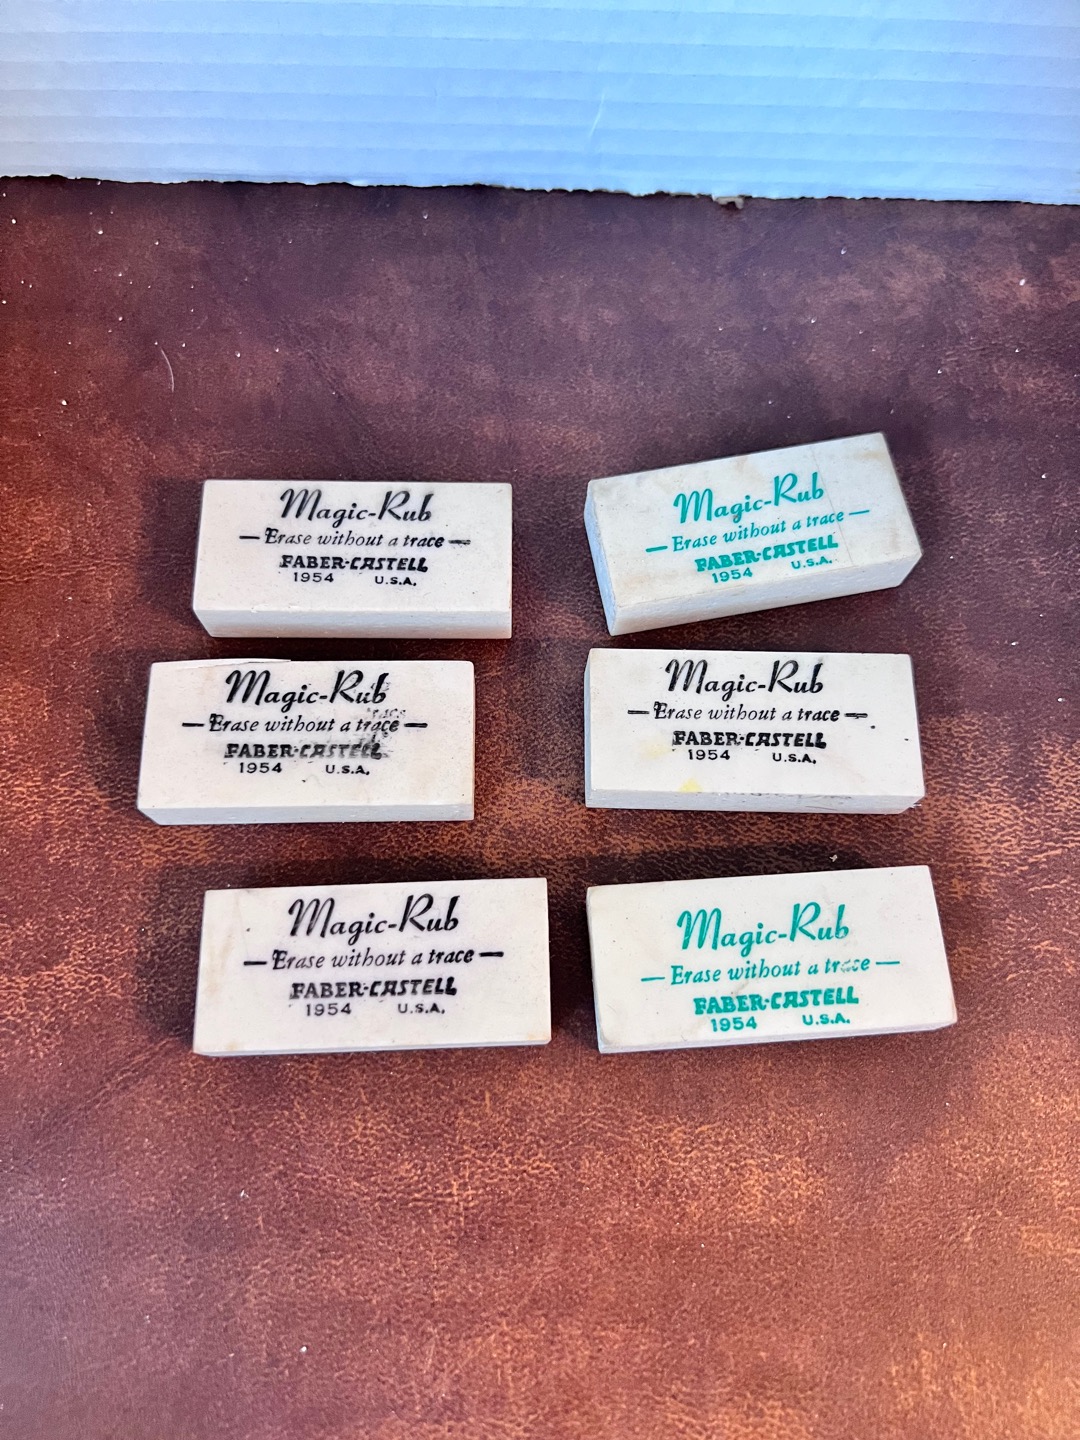 Magic-Rub
— Erase without a trace —
FABER-CASTELL
1954 U.S.A.
Magic-Rub
— Erase without a trace —
FABER-CASTELL
1954 U.S.A.
Magic-Rub
— Erase without a trace —
FABER-CASTELL
1954 U.S.A.
Magic-Rub
— Erase without a trace —
FABER-CASTELL
1954 U.S.A.
Magic-Rub
— Erase without a trace —
FABER-CASTELL
1954 U.S.A.
Magic-Rub
— Erase without a trace —
FABER-CASTELL
1954 U.S.A.